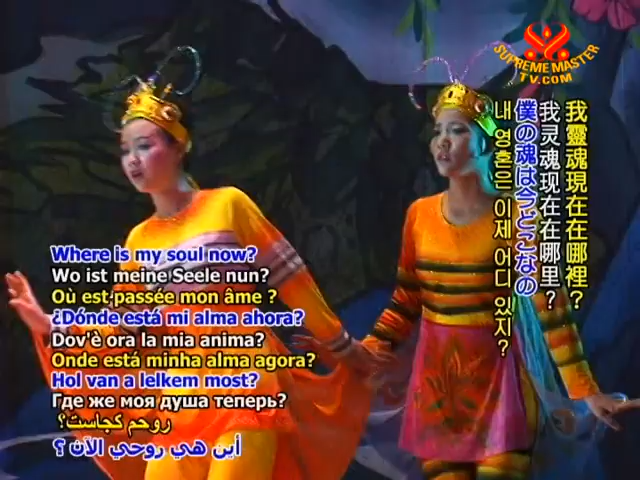 SUPREME MASTER
TV.COM
我靈魂現在在哪裡？
我灵魂现在在哪里？
僕の魂は今どこなの
내 영혼은 이제 어디 있지?
Where is my soul now?
Wo ist meine Seele nun?
Où est passée mon âme ?
¿Dónde está mi alma ahora?
Dov'è ora la mia anima?
Onde está minha alma agora?
Hol van a lelkem most?
Где же моя душа теперь?
روحم كجاست؟
أين هي روحي الآن ؟